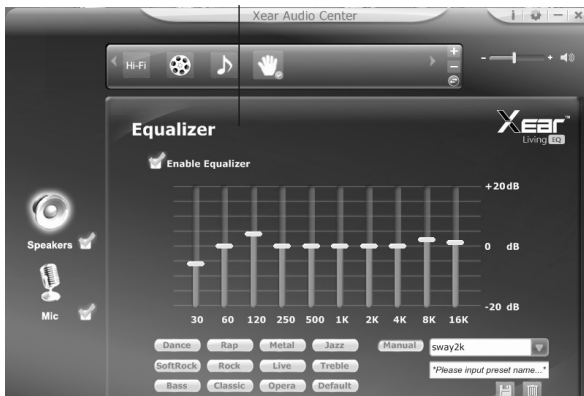 Xear Audio Center
i
-
x
Hi-Fi
+
-
- +
Equalizer
Xear™
Living EQ
Enable Equalizer
+20dB
0 dB
-20 dB
Speakers
Mic
30 60 120 250 500 1K 2K 4K 8K 16K
Dance Rap Metal Jazz Manual sway2k
SoftRock Rock Live Treble *Please input preset name...*
Bass Classic Opera Default